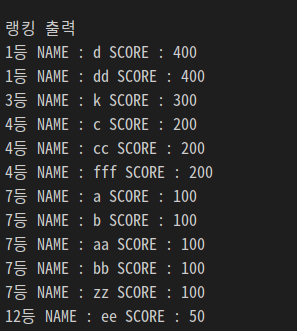 랭킹 출력
1등 NAME : d SCORE : 400
1등 NAME : dd SCORE : 400
3등 NAME : k SCORE : 300
4등 NAME : c SCORE : 200
4등 NAME : cc SCORE : 200
4등 NAME : fff SCORE : 200
7등 NAME : a SCORE : 100
7등 NAME : b SCORE : 100
7등 NAME : aa SCORE : 100
7등 NAME : bb SCORE : 100
7등 NAME : zz SCORE : 100
12등 NAME : ee SCORE : 50